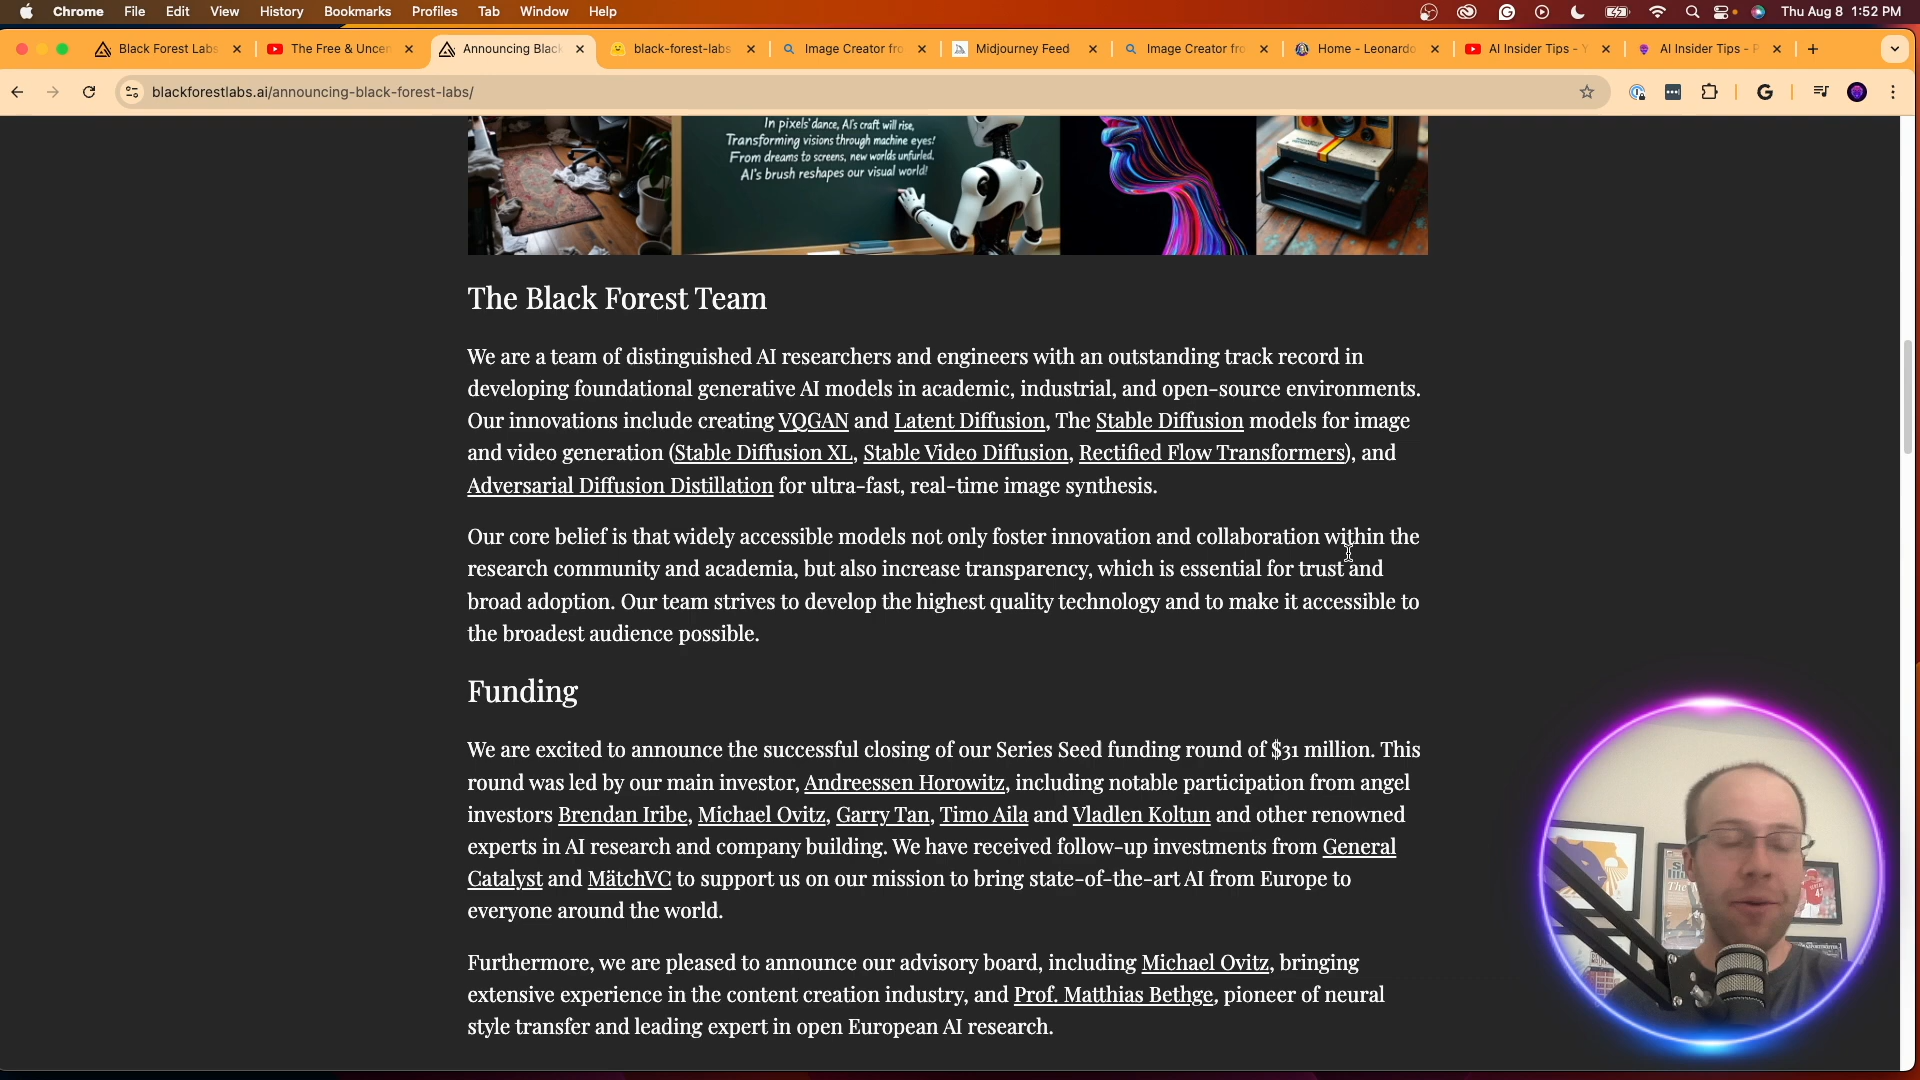 Chrome File Edit View History Bookmarks Profiles Tab Window Help Thu Aug 8 1:52 PM
Black Forest Labs The Free & Uncen Announcing Black black-forest-labs Image Creator fro Midjourney Feed Image Creator fro Home - Leonardo AI Insider Tips - Y AI Insider Tips - P
blackforestlabs.ai/announcing-black-forest-labs/
In pixels' dance, AI's craft will rise,
Transforming visions through machine eyes!
From dreams to screens, new worlds unfurled,
AI's brush reshapes our visual world!
The Black Forest Team
We are a team of distinguished AI researchers and engineers with an outstanding track record in
developing foundational generative AI models in academic, industrial, and open-source environments.
Our innovations include creating VQGAN and Latent Diffusion, The Stable Diffusion models for image
and video generation (Stable Diffusion XL, Stable Video Diffusion, Rectified Flow Transformers), and
Adversarial Diffusion Distillation for ultra-fast, real-time image synthesis.
Our core belief is that widely accessible models not only foster innovation and collaboration within the
research community and academia, but also increase transparency, which is essential for trust and
broad adoption. Our team strives to develop the highest quality technology and to make it accessible to
the broadest audience possible.
Funding
We are excited to announce the successful closing of our Series Seed funding round of $31 million. This
round was led by our main investor, Andreessen Horowitz, including notable participation from angel
investors Brendan Iribe, Michael Ovitz, Garry Tan, Timo Aila and Vladlen Koltun and other renowned
experts in AI research and company building. We have received follow-up investments from General
Catalyst and MätchVC to support us on our mission to bring state-of-the-art AI from Europe to
everyone around the world.
Furthermore, we are pleased to announce our advisory board, including Michael Ovitz, bringing
extensive experience in the content creation industry, and Prof. Matthias Bethge, pioneer of neural
style transfer and leading expert in open European AI research.